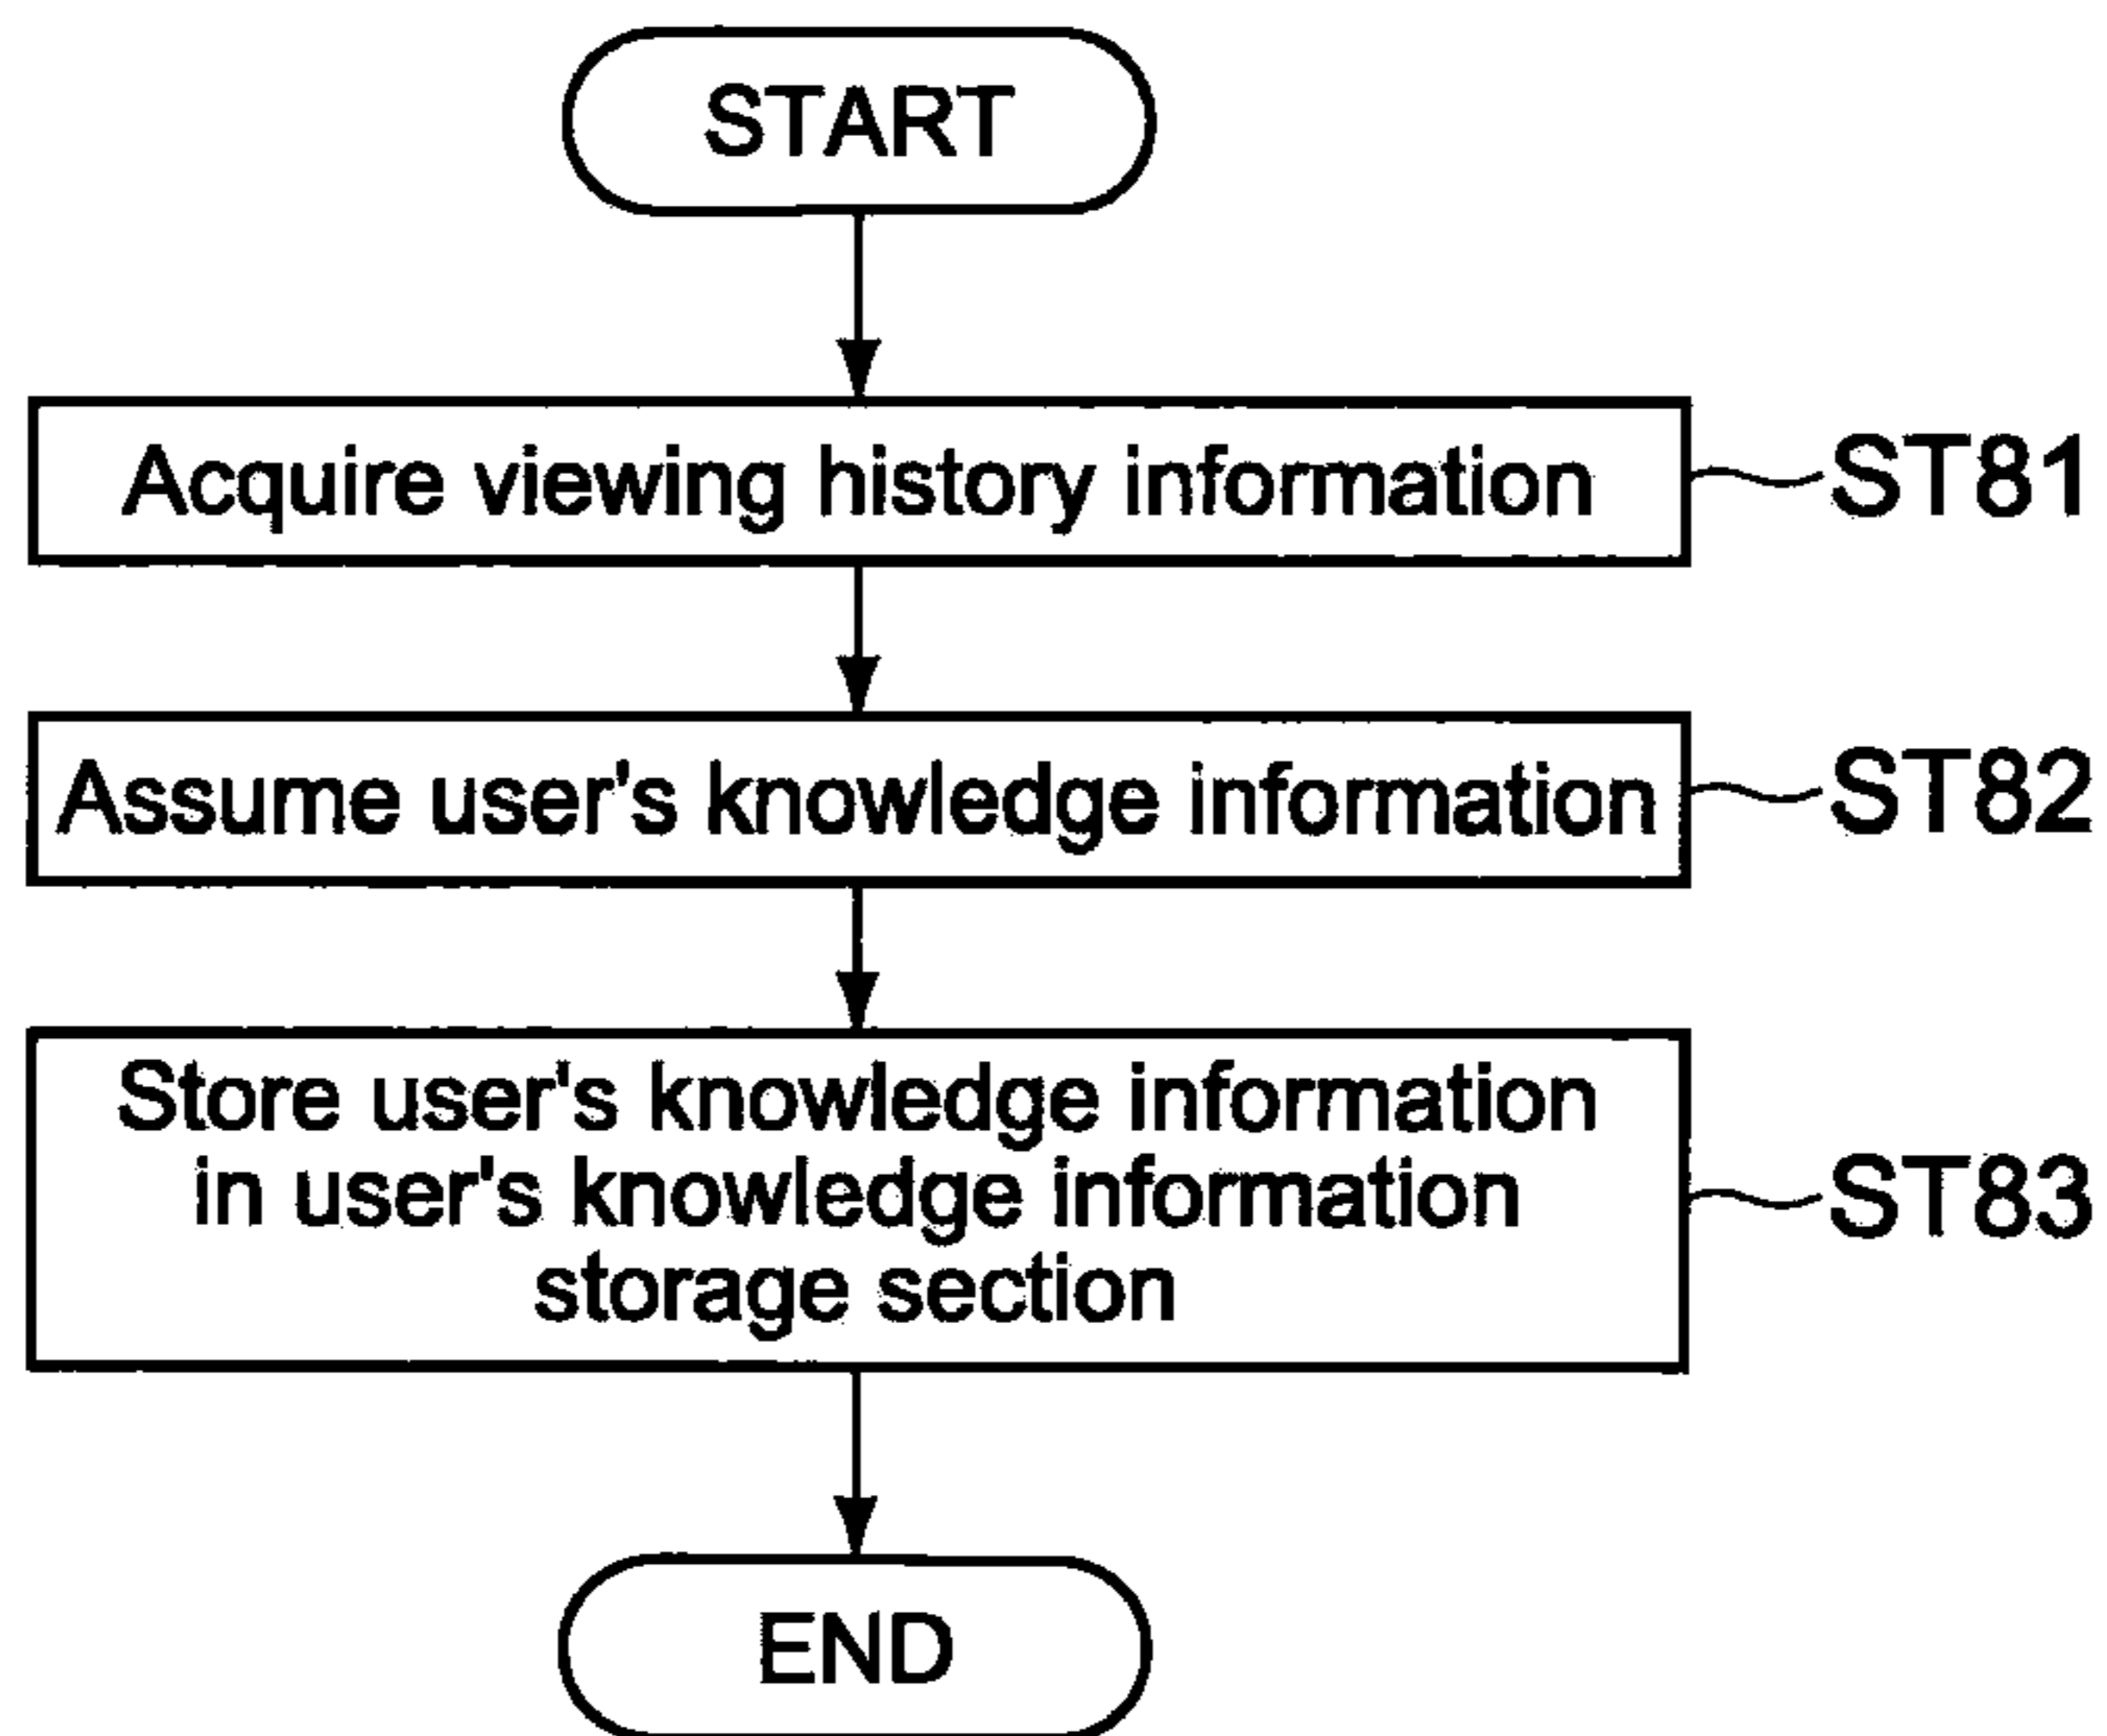 START
Acquire viewing history information
ST81
Assume user's knowledge information
ST82
Store user's knowledge information
in user's knowledge information
storage section
ST83
END